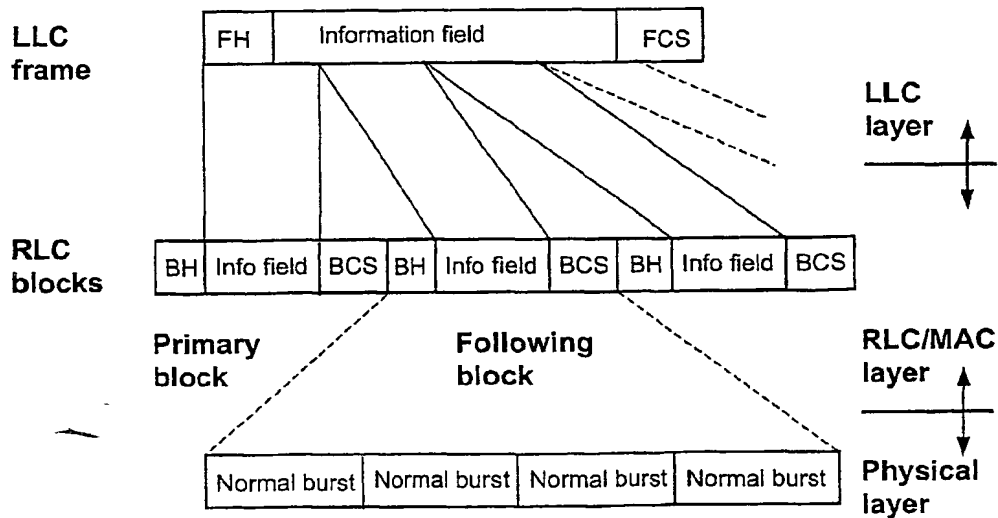 LLC frame
FH Information field FCS
LLC layer
RLC blocks
BH Info field BCS BH Info field BCS BH Info field BCS
Primary block
Following block
RLC/MAC layer
Normal burst Normal burst Normal burst Normal burst
Physical layer